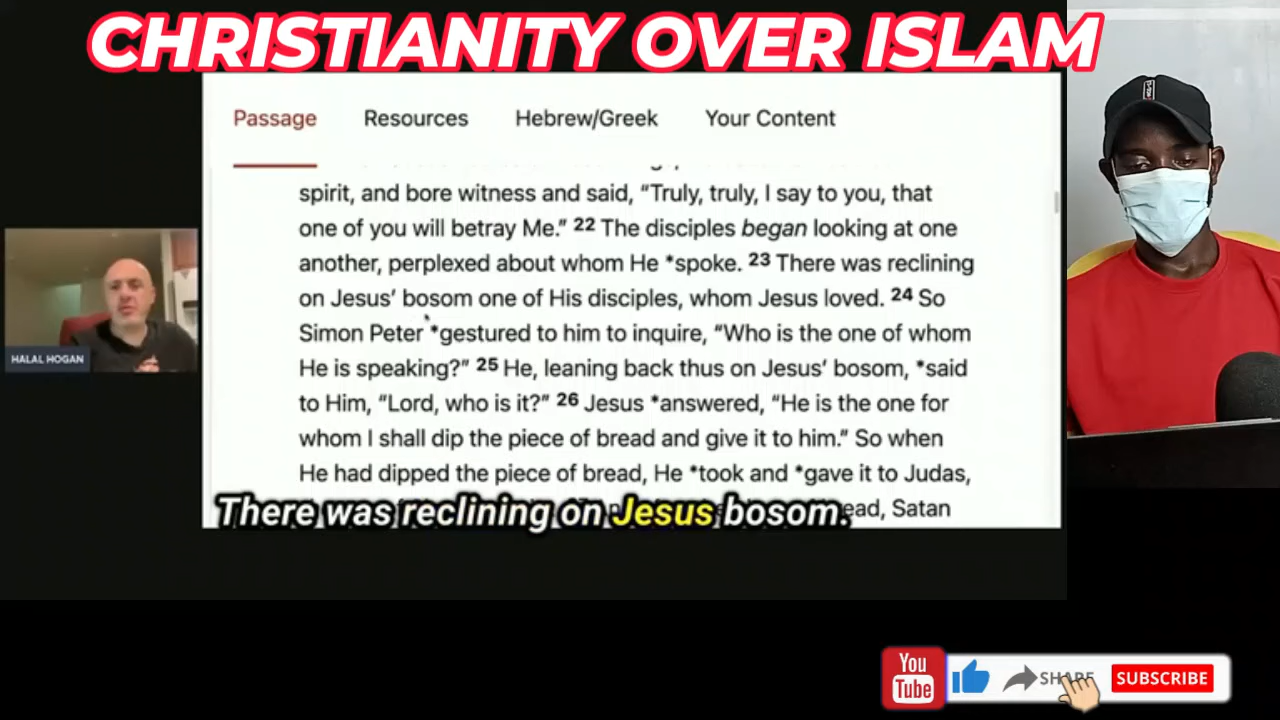 CHRISTIANITY OVER ISLAM
Passage Resources Hebrew/Greek Your Content
spirit, and bore witness and said, “Truly, truly, I say to you, that
one of you will betray Me.” 22 The disciples began looking at one
another, perplexed about whom He *spoke. 23 There was reclining
on Jesus’ bosom one of His disciples, whom Jesus loved. 24 So
Simon Peter *gestured to him to inquire, “Who is the one of whom
He is speaking?” 25 He, leaning back thus on Jesus’ bosom, *said
to Him, “Lord, who is it?” 26 Jesus *answered, “He is the one for
whom I shall dip the piece of bread and give it to him.” So when
He had dipped the piece of bread, He *took and *gave it to Judas,
Satan
There was reclining on Jesus bosom.
HALAL HOGAN
You
Tube
SHARE
SUBSCRIBE